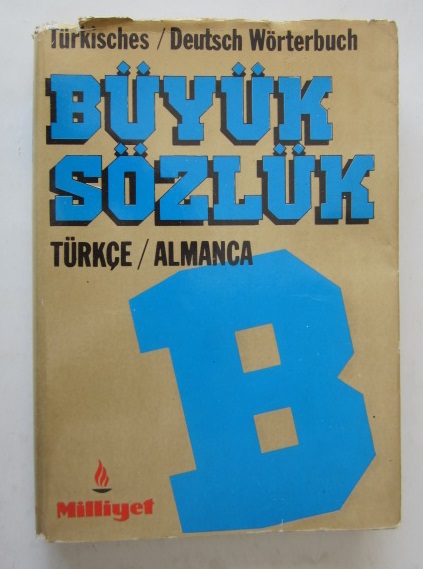 Türkisches / Deutsch Wörterbuch
BÜYÜK
SÖZLÜK
TÜRKÇE / ALMANCA
B
Milliyet